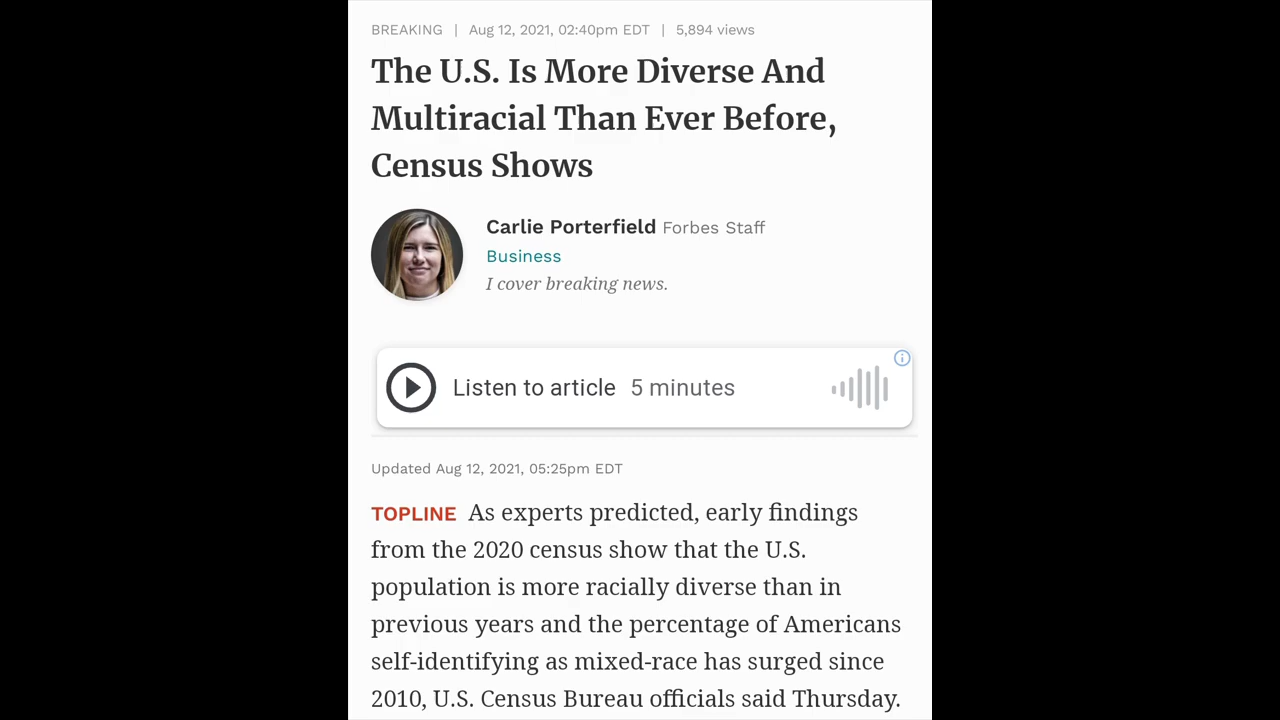 BREAKING | Aug 12, 2021, 02:40pm EDT | 5,894 views
The U.S. Is More Diverse And
Multiracial Than Ever Before,
Census Shows
Carlie Porterfield Forbes Staff
Business
I cover breaking news.
Listen to article 5 minutes
Updated Aug 12, 2021, 05:25pm EDT
TOPLINE As experts predicted, early findings
from the 2020 census show that the U.S.
population is more racially diverse than in
previous years and the percentage of Americans
self-identifying as mixed-race has surged since
2010, U.S. Census Bureau officials said Thursday.